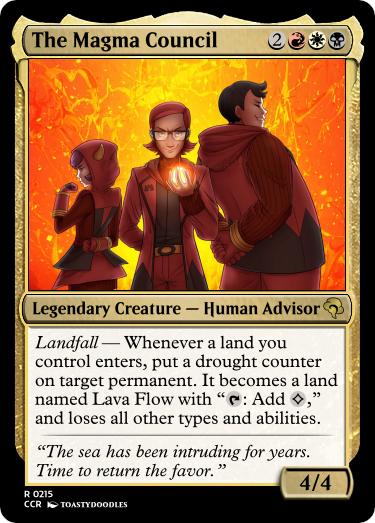 The Magma Council 2
Legendary Creature — Human Advisor
Landfall — Whenever a land you
control enters, put a drought counter
on target permanent. It becomes a land
named Lava Flow with “: Add ,”
and loses all other types and abilities.
“The sea has been intruding for years.
Time to return the favor.”
4/4
R 0215
CCR TOASTYDOODLES